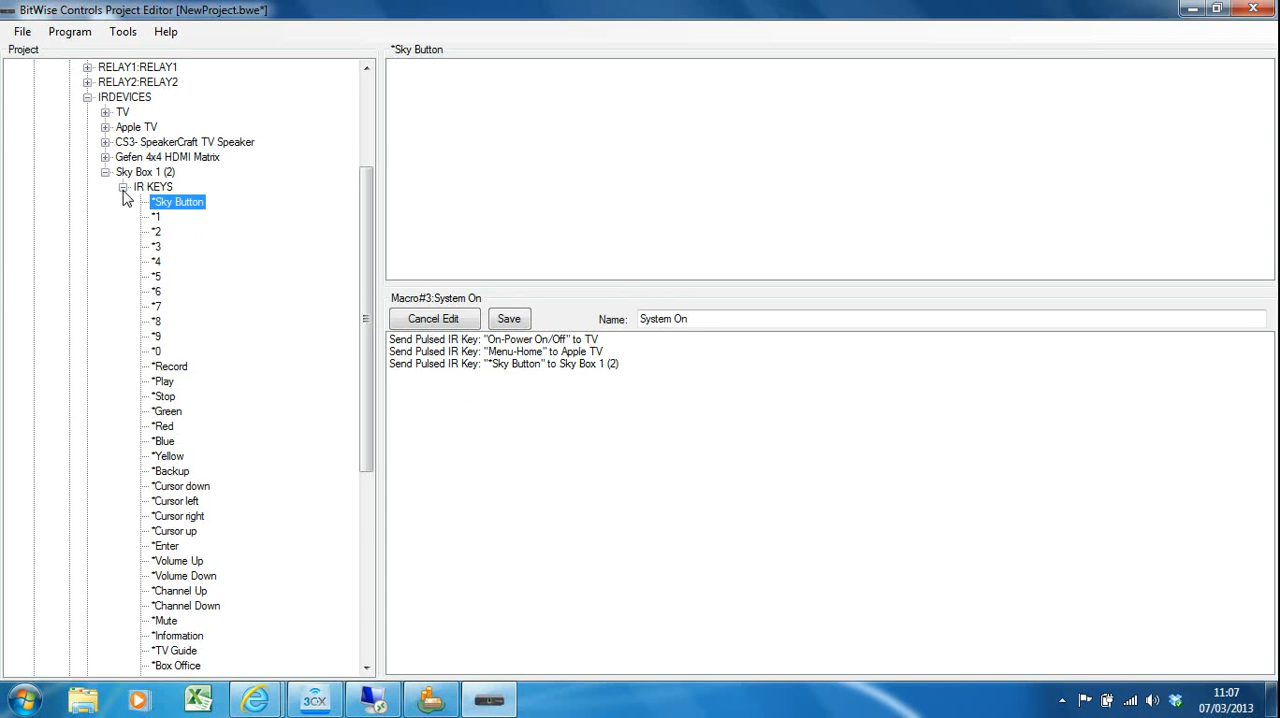 BitWise Controls Project Editor [NewProject.bwe*]
File Program Tools Help
Project
RELAY1:RELAY1
RELAY2:RELAY2
IRDEVICES
TV
Apple TV
CS3- SpeakerCraft TV Speaker
Gefen 4x4 HDMI Matrix
Sky Box 1 (2)
IR KEYS
*Sky Button
*1
*2
*3
*4
*5
*6
*7
*8
*9
*0
*Record
*Play
*Stop
*Green
*Red
*Blue
*Yellow
*Backup
*Cursor down
*Cursor left
*Cursor right
*Cursor up
*Enter
*Volume Up
*Volume Down
*Channel Up
*Channel Down
*Mute
*Information
*TV Guide
*Box Office
*Sky Button
Macro#3:System On
Cancel Edit Save Name: System On
Send Pulsed IR Key: "On-Power On/Off" to TV
Send Pulsed IR Key: "Menu-Home" to Apple TV
Send Pulsed IR Key: "*Sky Button" to Sky Box 1 (2)
3CX
11:07
07/03/2013